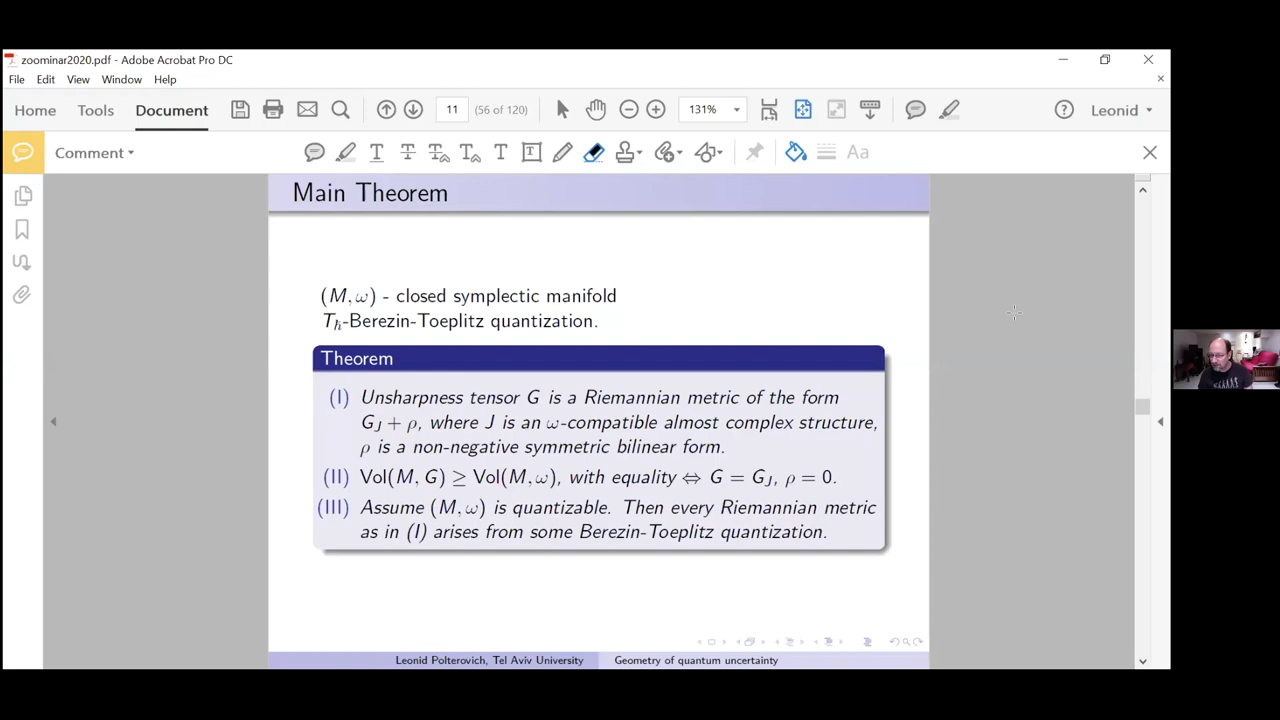 zoominar2020.pdf - Adobe Acrobat Pro DC
File Edit View Window Help
Home Tools Document 11 (56 of 120) 131% Leonid
Comment Aa
Main Theorem
(M, ω) - closed symplectic manifold
Tℏ-Berezin-Toeplitz quantization.
Theorem
(I) Unsharpness tensor G is a Riemannian metric of the form
G_J + ρ, where J is an ω-compatible almost complex structure,
ρ is a non-negative symmetric bilinear form.
(II) Vol(M, G) ≥ Vol(M, ω), with equality ⇔ G = G_J, ρ = 0.
(III) Assume (M, ω) is quantizable. Then every Riemannian metric
as in (I) arises from some Berezin-Toeplitz quantization.
Leonid Polterovich, Tel Aviv University Geometry of quantum uncertainty